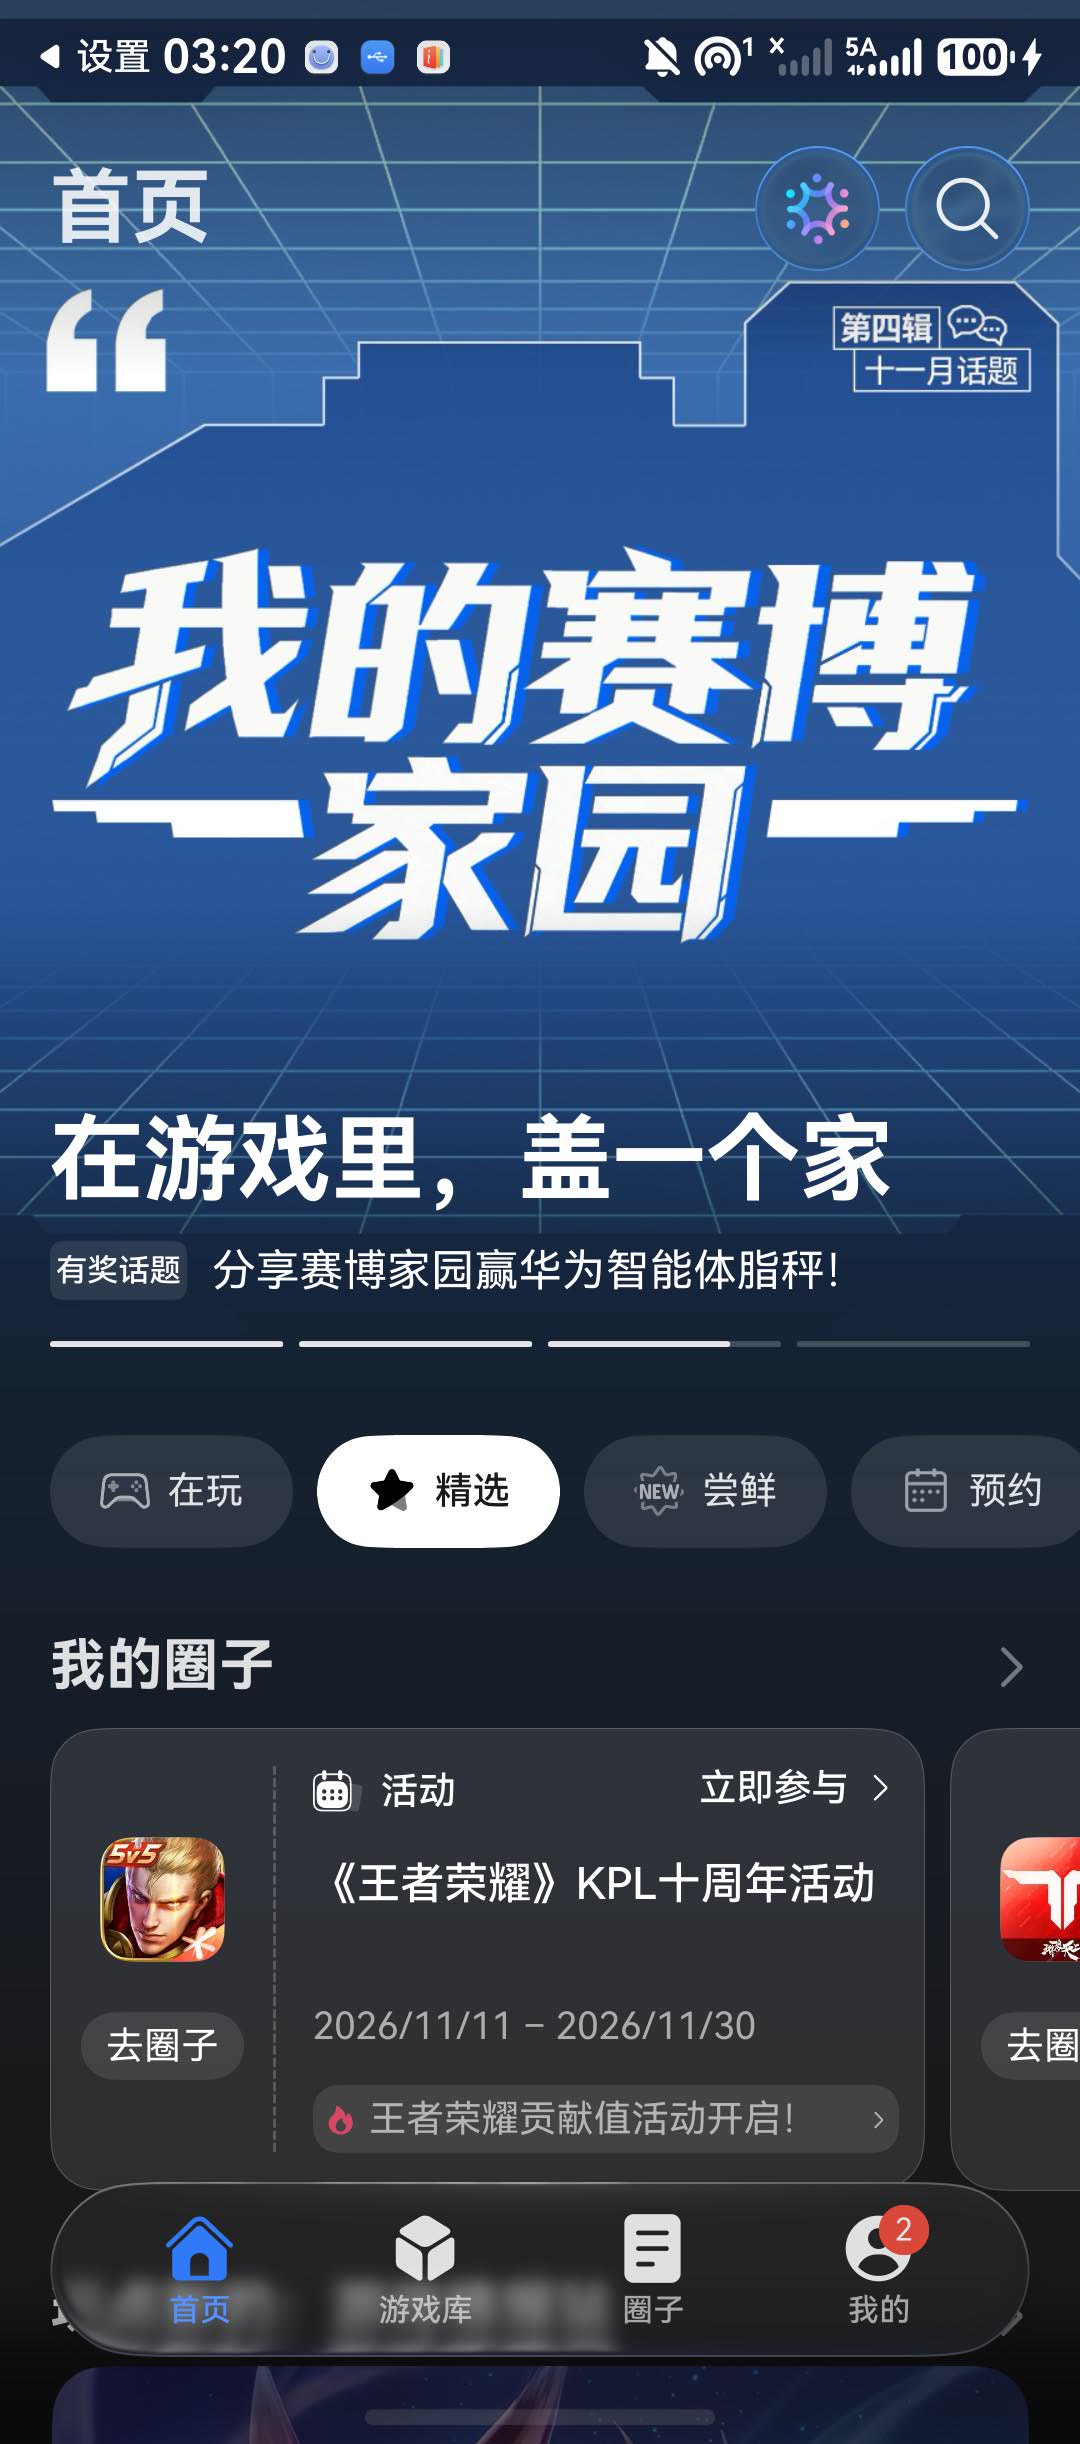 设置 03:20
1 5A 100
首页
第四辑
十一月话题
我的赛博
家园
在游戏里，盖一个家
有奖话题 分享赛博家园赢华为智能体脂秤！
在玩 精选 NEW 尝鲜 预约
我的圈子
活动 立即参与
5v5
《王者荣耀》KPL十周年活动
去圈子
2026/11/11 – 2026/11/30
去圈
王者荣耀贡献值活动开启！
2
首页 游戏库 圈子 我的